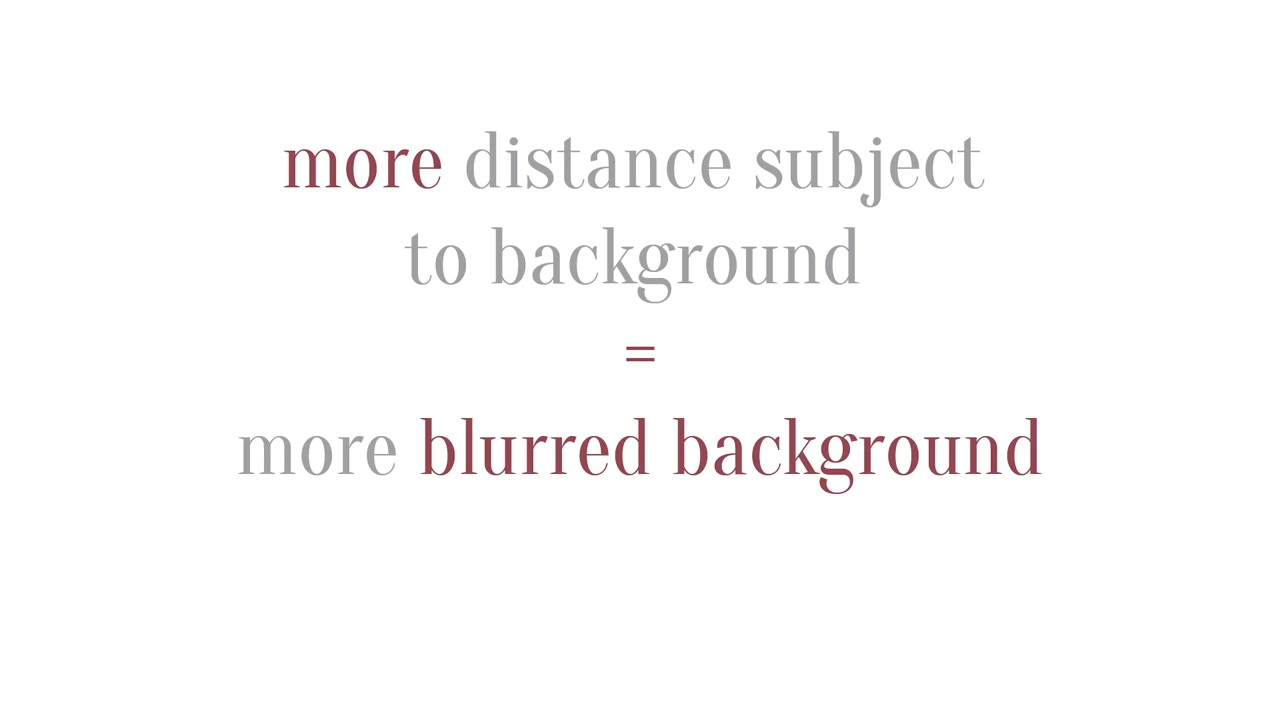 more distance subject
to background
=
more blurred background